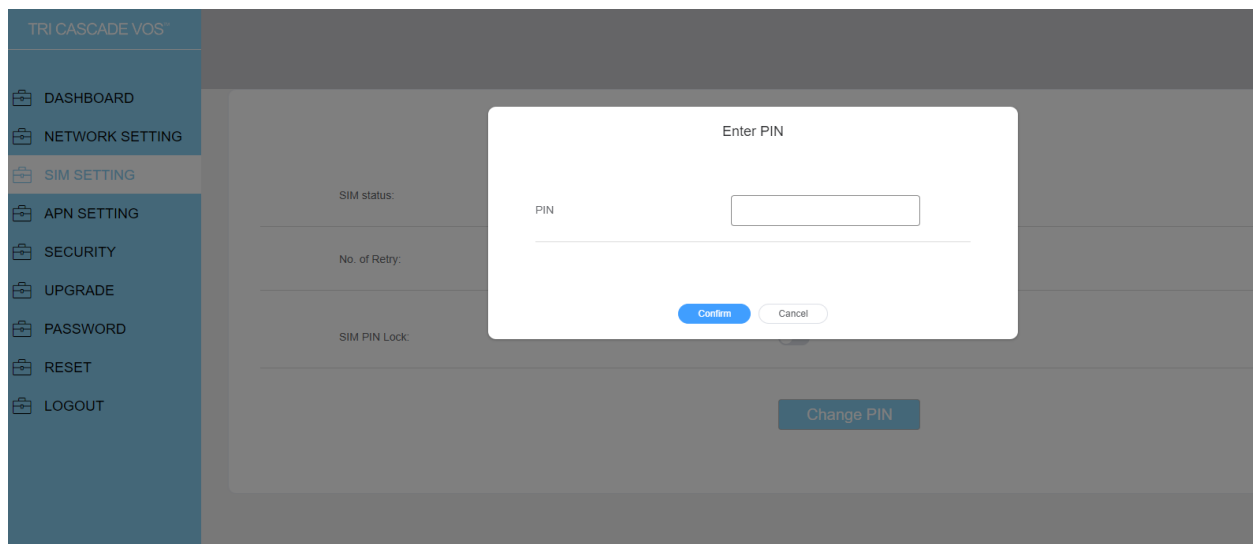 TRI CASCADE VOS™
DASHBOARD
NETWORK SETTING
SIM SETTING
APN SETTING
SECURITY
UPGRADE
PASSWORD
RESET
LOGOUT
Enter PIN
PIN
Confirm Cancel
SIM status:
No. of Retry:
SIM PIN Lock:
Change PIN